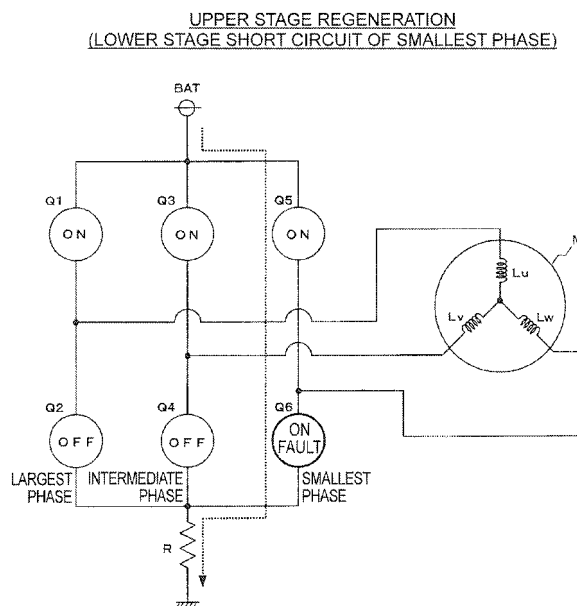 UPPER STAGE REGENERATION
(LOWER STAGE SHORT CIRCUIT OF SMALLEST PHASE)
BAT
Q1 Q3 Q5
ON ON ON
M
Lu
Lv Lw
Q2 Q4 Q6
OFF OFF ON
FAULT
LARGEST INTERMEDIATE SMALLEST
PHASE PHASE PHASE
R